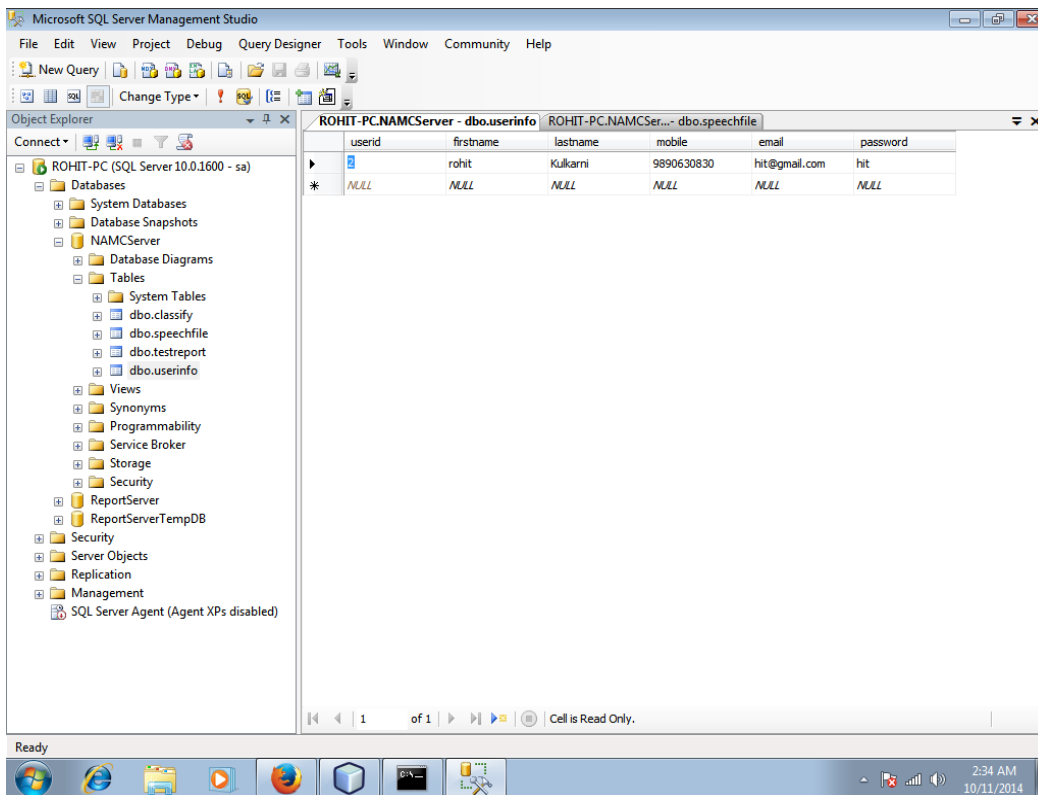 Microsoft SQL Server Management Studio
File Edit View Project Debug Query Designer Tools Window Community Help
New Query
Change Type
Object Explorer
ROHIT-PC.NAMCServer - dbo.userinfo ROHIT-PC.NAMCSer...- dbo.speechfile
Connect
userid firstname lastname mobile email password
2 rohit Kulkarni 9890630830 hit@gmail.com hit
NULL NULL NULL NULL NULL NULL
ROHIT-PC (SQL Server 10.0.1600 - sa)
Databases
System Databases
Database Snapshots
NAMCServer
Database Diagrams
Tables
System Tables
dbo.classify
dbo.speechfile
dbo.testreport
dbo.userinfo
Views
Synonyms
Programmability
Service Broker
Storage
Security
ReportServer
ReportServerTempDB
Security
Server Objects
Replication
Management
SQL Server Agent (Agent XPs disabled)
1 of 1 Cell is Read Only.
Ready
2:34 AM
10/11/2014